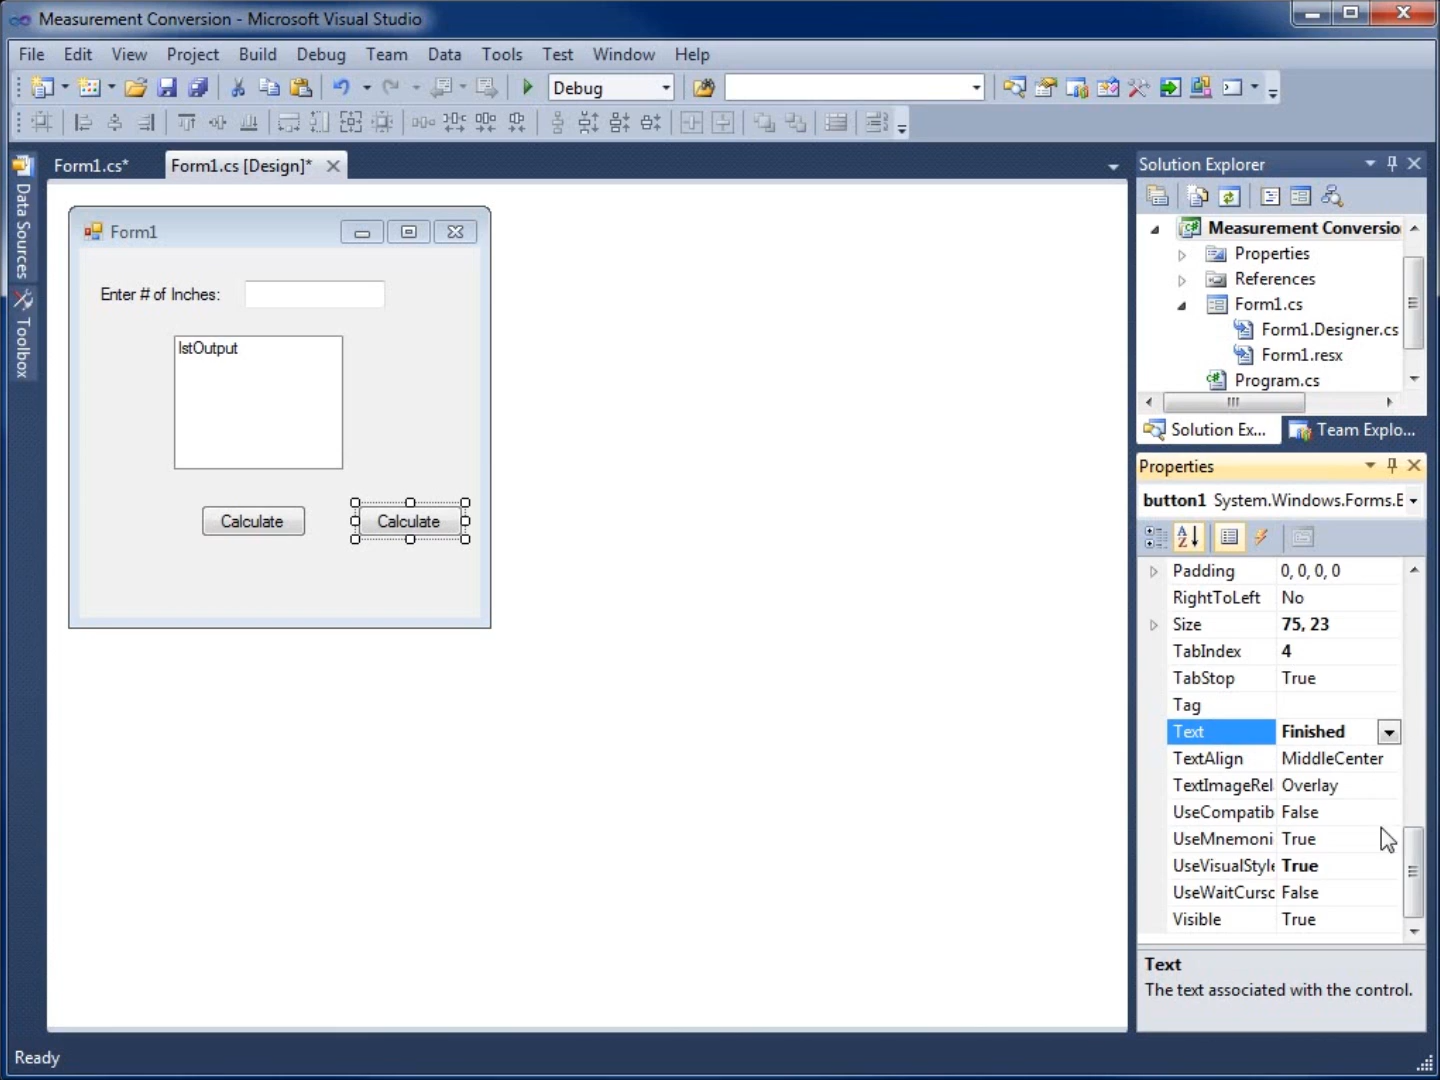 Measurement Conversion - Microsoft Visual Studio
File Edit View Project Build Debug Team Data Tools Test Window Help
Debug
Data Sources
Toolbox
Form1.cs*
Form1.cs [Design]*
Form1
Enter # of Inches:
lstOutput
Calculate
Calculate
Solution Explorer
Measurement Conversio
Properties
References
Form1.cs
Form1.Designer.cs
Form1.resx
Program.cs
Solution Ex...
Team Explo...
Properties
button1 System.Windows.Forms.B
Padding 0, 0, 0, 0
RightToLeft No
Size 75, 23
TabIndex 4
TabStop True
Tag
Text Finished
TextAlign MiddleCenter
TextImageRel Overlay
UseCompatib False
UseMnemoni True
UseVisualStyle True
UseWaitCurso False
Visible True
Text
The text associated with the control.
Ready